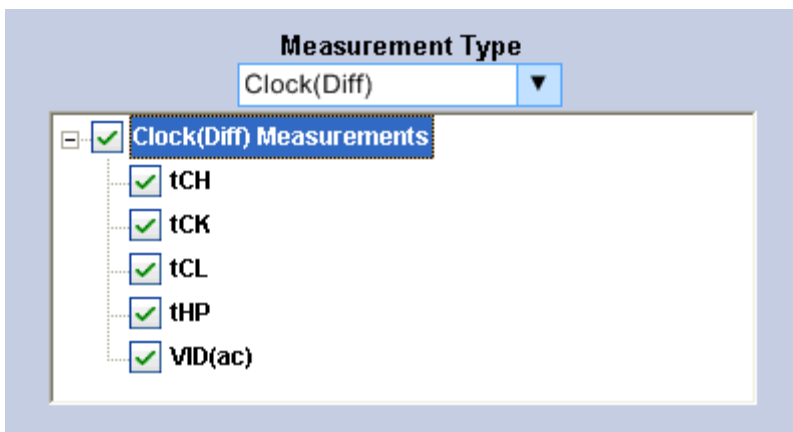 Measurement Type
Clock(Diff)
Clock(Diff) Measurements
tCH
tCK
tCL
tHP
VID(ac)